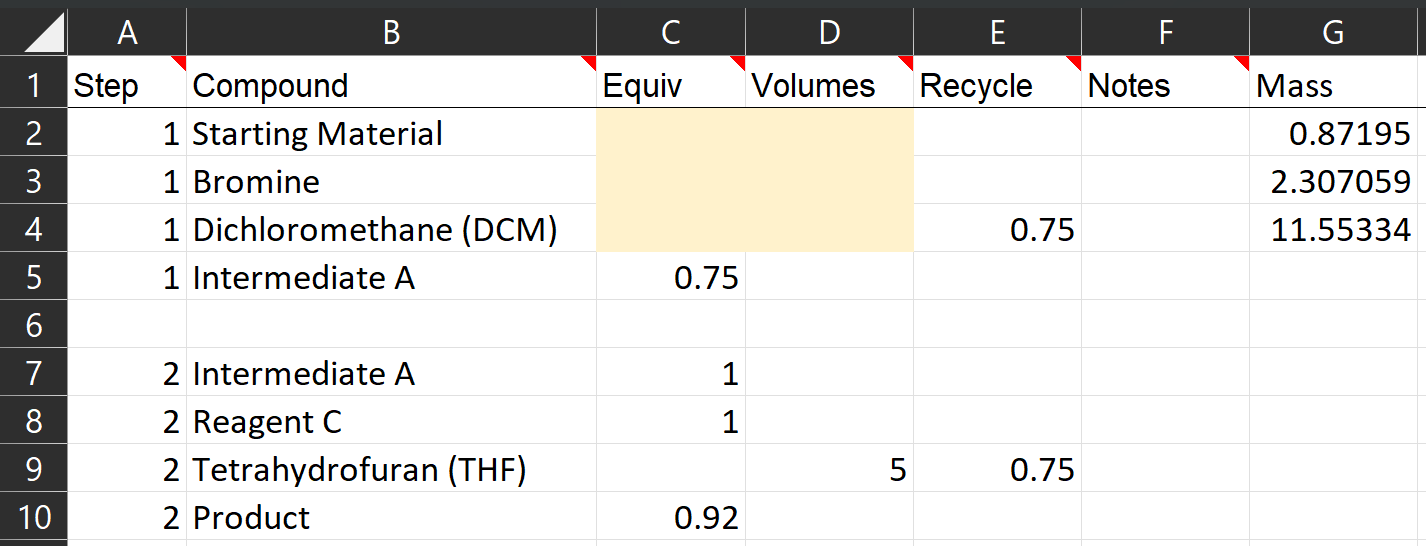 A B C D E F G
1 Step Compound Equiv Volumes Recycle Notes Mass
2 1 Starting Material 0.87195
3 1 Bromine 2.307059
4 1 Dichloromethane (DCM) 0.75 11.55334
5 1 Intermediate A 0.75
6
7 2 Intermediate A 1
8 2 Reagent C 1
9 2 Tetrahydrofuran (THF) 5 0.75
10 2 Product 0.92